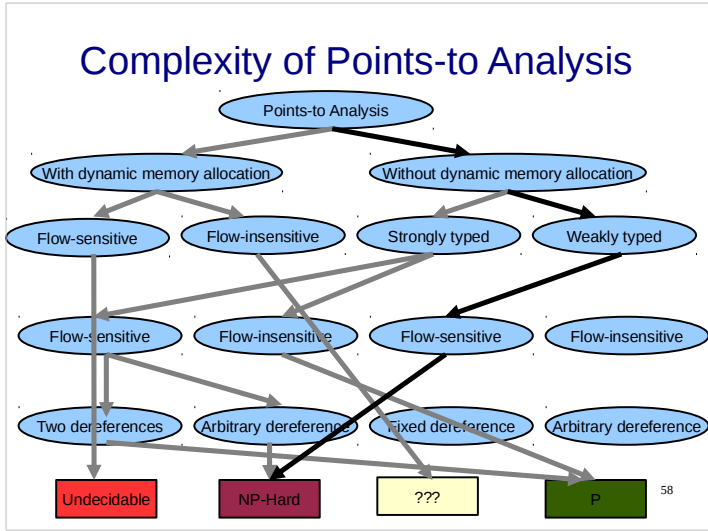 Complexity of Points-to Analysis
Points-to Analysis
With dynamic memory allocation
Without dynamic memory allocation
Flow-sensitive
Flow-insensitive
Strongly typed
Weakly typed
Flow-sensitive
Flow-insensitive
Flow-sensitive
Flow-insensitive
Two dereferences
Arbitrary dereference
Fixed dereference
Arbitrary dereference
Undecidable
NP-Hard
???
P
58